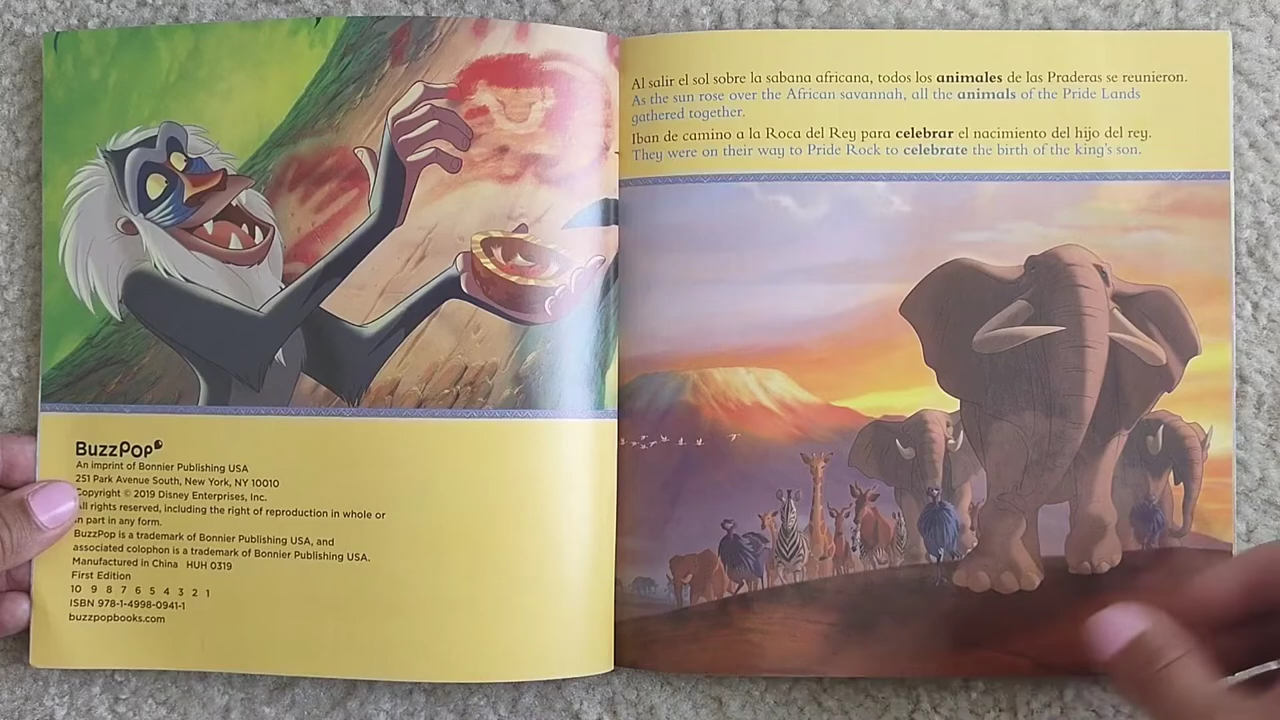 BuzzPop
An imprint of Bonnier Publishing USA
251 Park Avenue South, New York, NY 10010
Copyright © 2019 Disney Enterprises, Inc.
All rights reserved, including the right of reproduction in whole or
in part in any form.
BuzzPop is a trademark of Bonnier Publishing USA, and
associated colophon is a trademark of Bonnier Publishing USA.
Manufactured in China HUH 0319
First Edition
10 9 8 7 6 5 4 3 2 1
ISBN 978-1-4998-0941-1
buzzpopbooks.com
Al salir el sol sobre la sabana africana, todos los animales de las Praderas se reunieron.
As the sun rose over the African savannah, all the animals of the Pride Lands
gathered together.
Iban de camino a la Roca del Rey para celebrar el nacimiento del hijo del rey.
They were on their way to Pride Rock to celebrate the birth of the king's son.